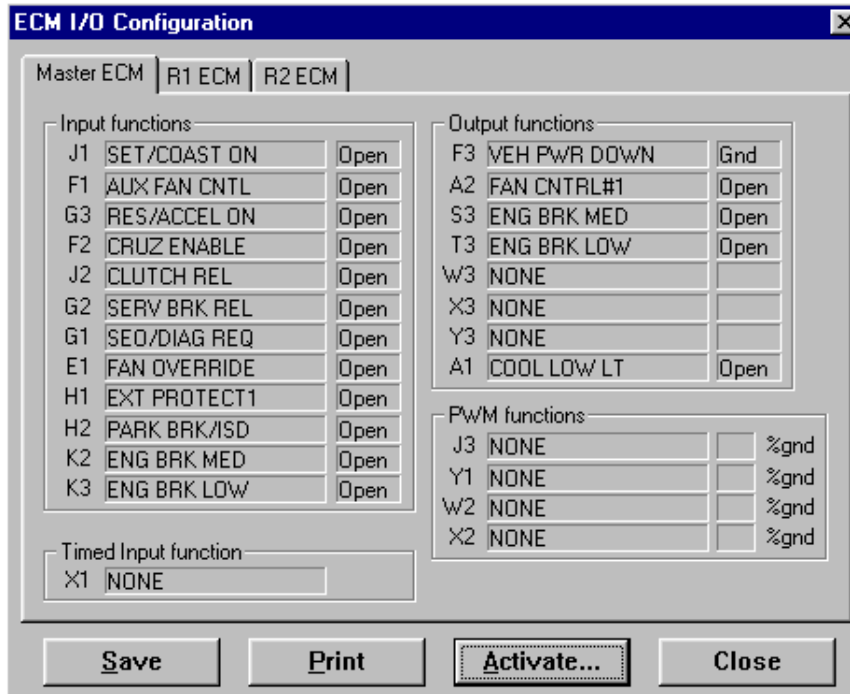 ECM I/O Configuration
Master ECM R1 ECM R2 ECM
Input functions
J1 SET/COAST ON Open
F1 AUX FAN CNTL Open
G3 RES/ACCEL ON Open
F2 CRUZ ENABLE Open
J2 CLUTCH REL Open
G2 SERV BRK REL Open
G1 SEO/DIAG REQ Open
E1 FAN OVERRIDE Open
H1 EXT PROTECT1 Open
H2 PARK BRK/ISD Open
K2 ENG BRK MED Open
K3 ENG BRK LOW Open
Timed Input function
X1 NONE
Output functions
F3 VEH PWR DOWN Gnd
A2 FAN CNTRL#1 Open
S3 ENG BRK MED Open
T3 ENG BRK LOW Open
W3 NONE
X3 NONE
Y3 NONE
A1 COOL LOW LT Open
PWM functions
J3 NONE %gnd
Y1 NONE %gnd
W2 NONE %gnd
X2 NONE %gnd
Save Print Activate... Close